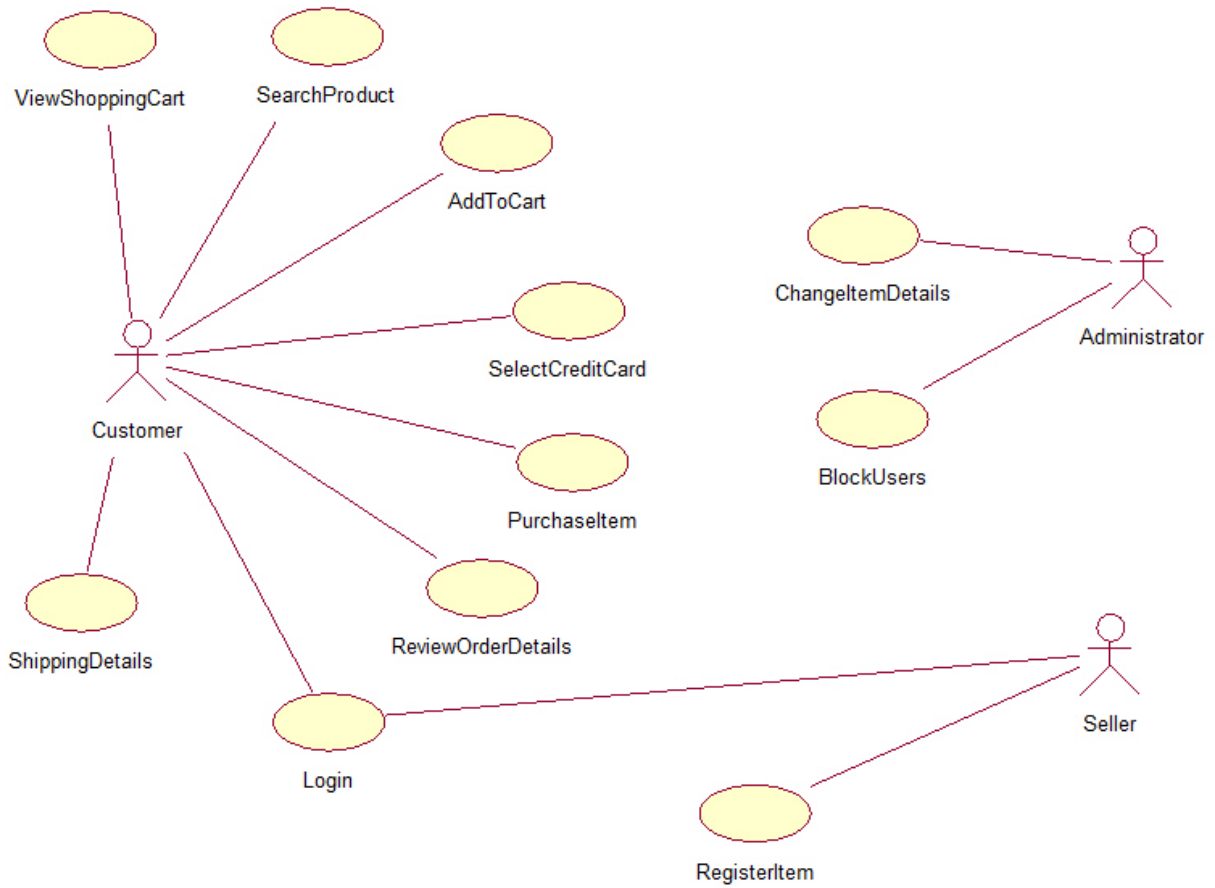 ViewShoppingCart
SearchProduct
AddToCart
ChangeItemDetails
Administrator
SelectCreditCard
Customer
BlockUsers
PurchaseItem
ReviewOrderDetails
ShippingDetails
Seller
Login
RegisterItem